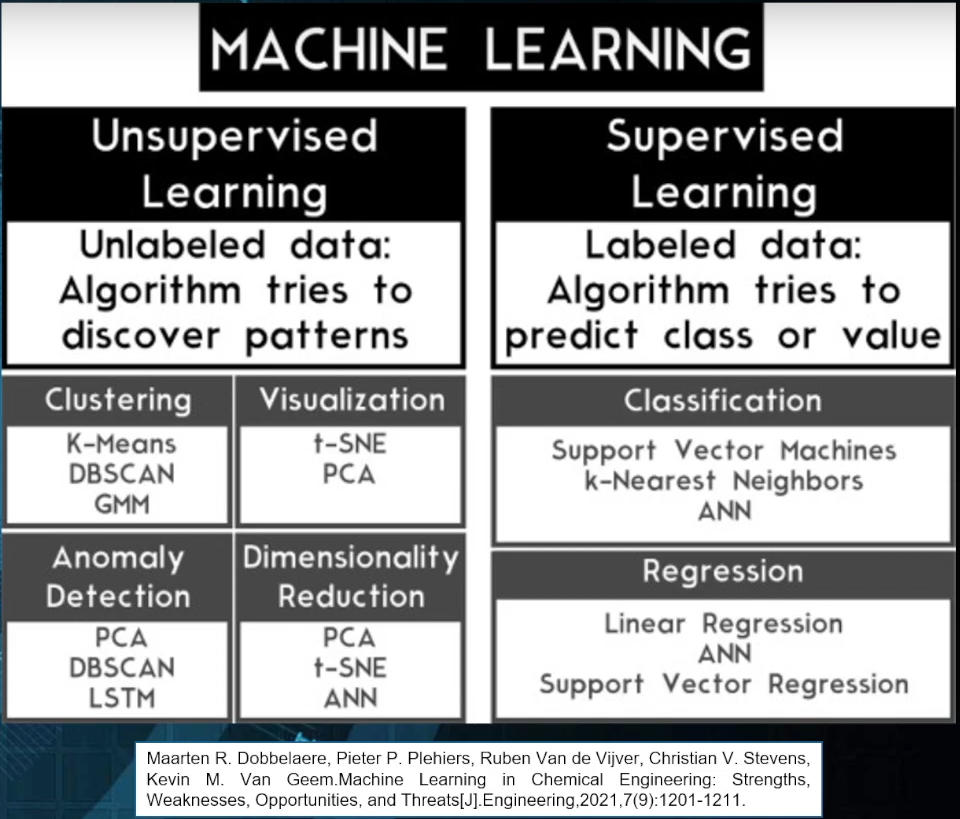 MACHINE LEARNING
Unsupervised
Learning
Unlabeled data:
Algorithm tries to
discover patterns
Clustering
K-Means
DBSCAN
GMM
Visualization
t-SNE
PCA
Anomaly
Detection
PCA
DBSCAN
LSTM
Dimensionality
Reduction
PCA
t-SNE
ANN
Supervised
Learning
Labeled data:
Algorithm tries to
predict class or value
Classification
Support Vector Machines
k-Nearest Neighbors
ANN
Regression
Linear Regression
ANN
Support Vector Regression
Maarten R. Dobbelaere, Pieter P. Plehiers, Ruben Van de Vijver, Christian V. Stevens,
Kevin M. Van Geem.Machine Learning in Chemical Engineering: Strengths,
Weaknesses, Opportunities, and Threats[J].Engineering,2021,7(9):1201-1211.